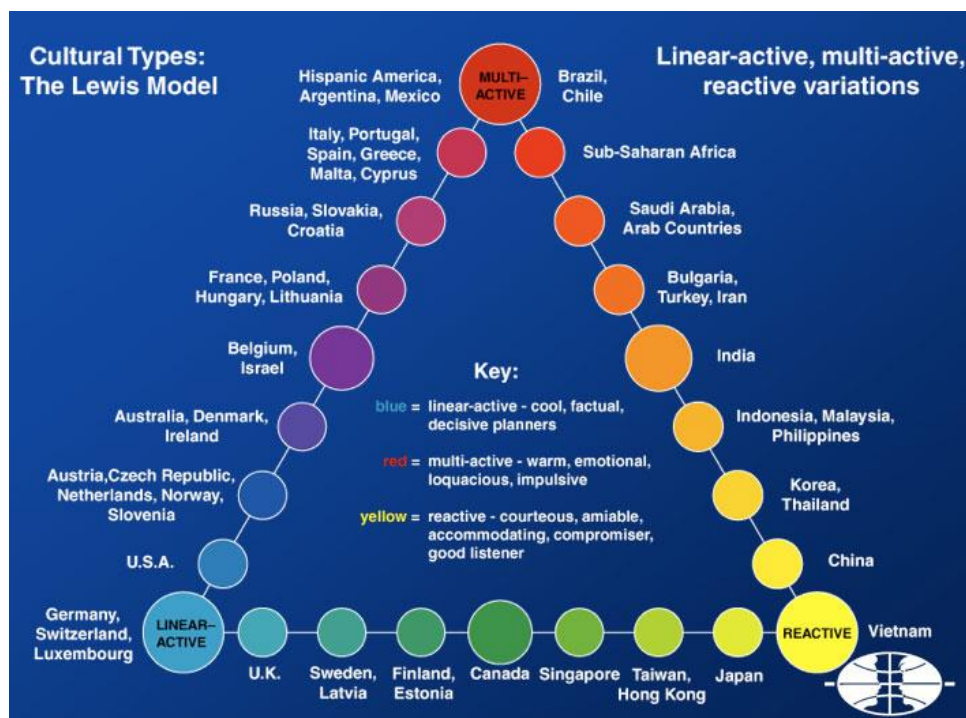 Cultural Types:
The Lewis Model
Linear-active, multi-active,
reactive variations
Hispanic America,
Argentina, Mexico
MULTI–
ACTIVE
Brazil,
Chile
Italy, Portugal,
Spain, Greece,
Malta, Cyprus
Sub-Saharan Africa
Russia, Slovakia,
Croatia
Saudi Arabia,
Arab Countries
France, Poland,
Hungary, Lithuania
Bulgaria,
Turkey, Iran
Belgium,
Israel
India
Key:
blue = linear-active - cool, factual,
decisive planners
red = multi-active - warm, emotional,
loquacious, impulsive
yellow = reactive - courteous, amiable,
accommodating, compromiser,
good listener
Australia, Denmark,
Ireland
Indonesia, Malaysia,
Philippines
Austria,Czech Republic,
Netherlands, Norway,
Slovenia
Korea,
Thailand
U.S.A.
China
Germany,
Switzerland,
Luxembourg
LINEAR–
ACTIVE
REACTIVE
Vietnam
U.K.
Sweden,
Latvia
Finland,
Estonia
Canada
Singapore
Taiwan,
Hong Kong
Japan